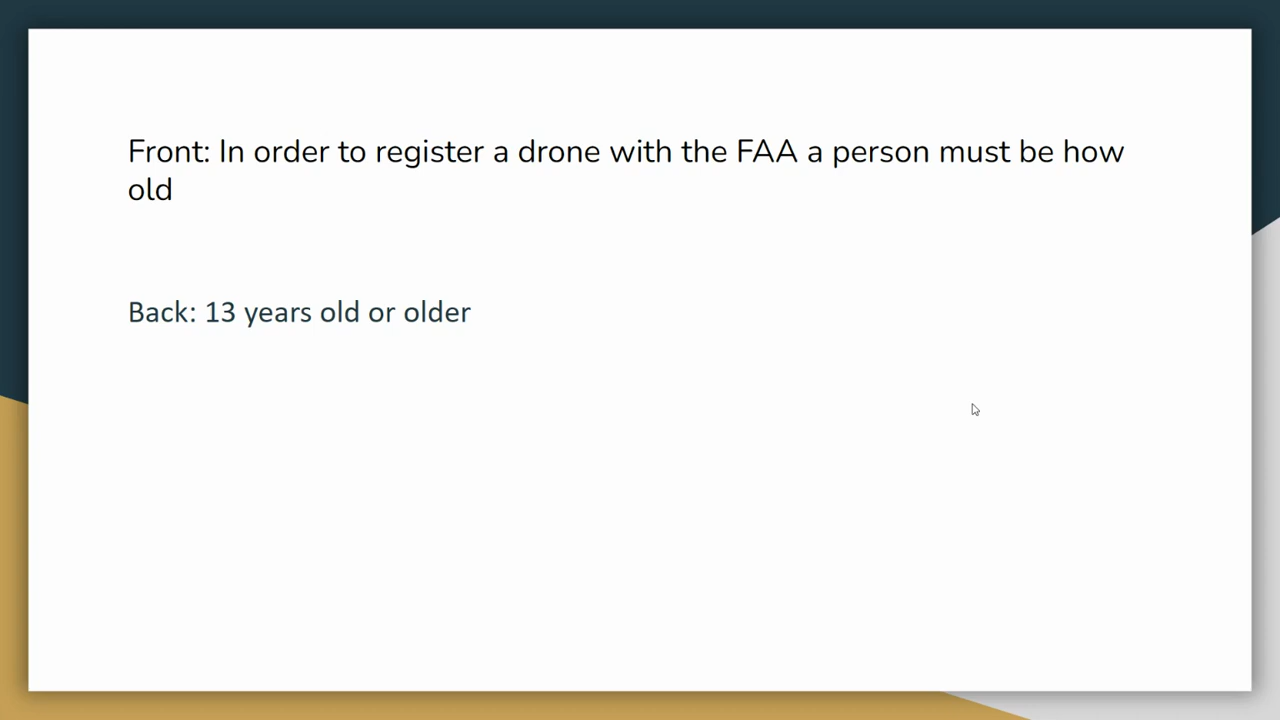 Front: In order to register a drone with the FAA a person must be how
old
Back: 13 years old or older